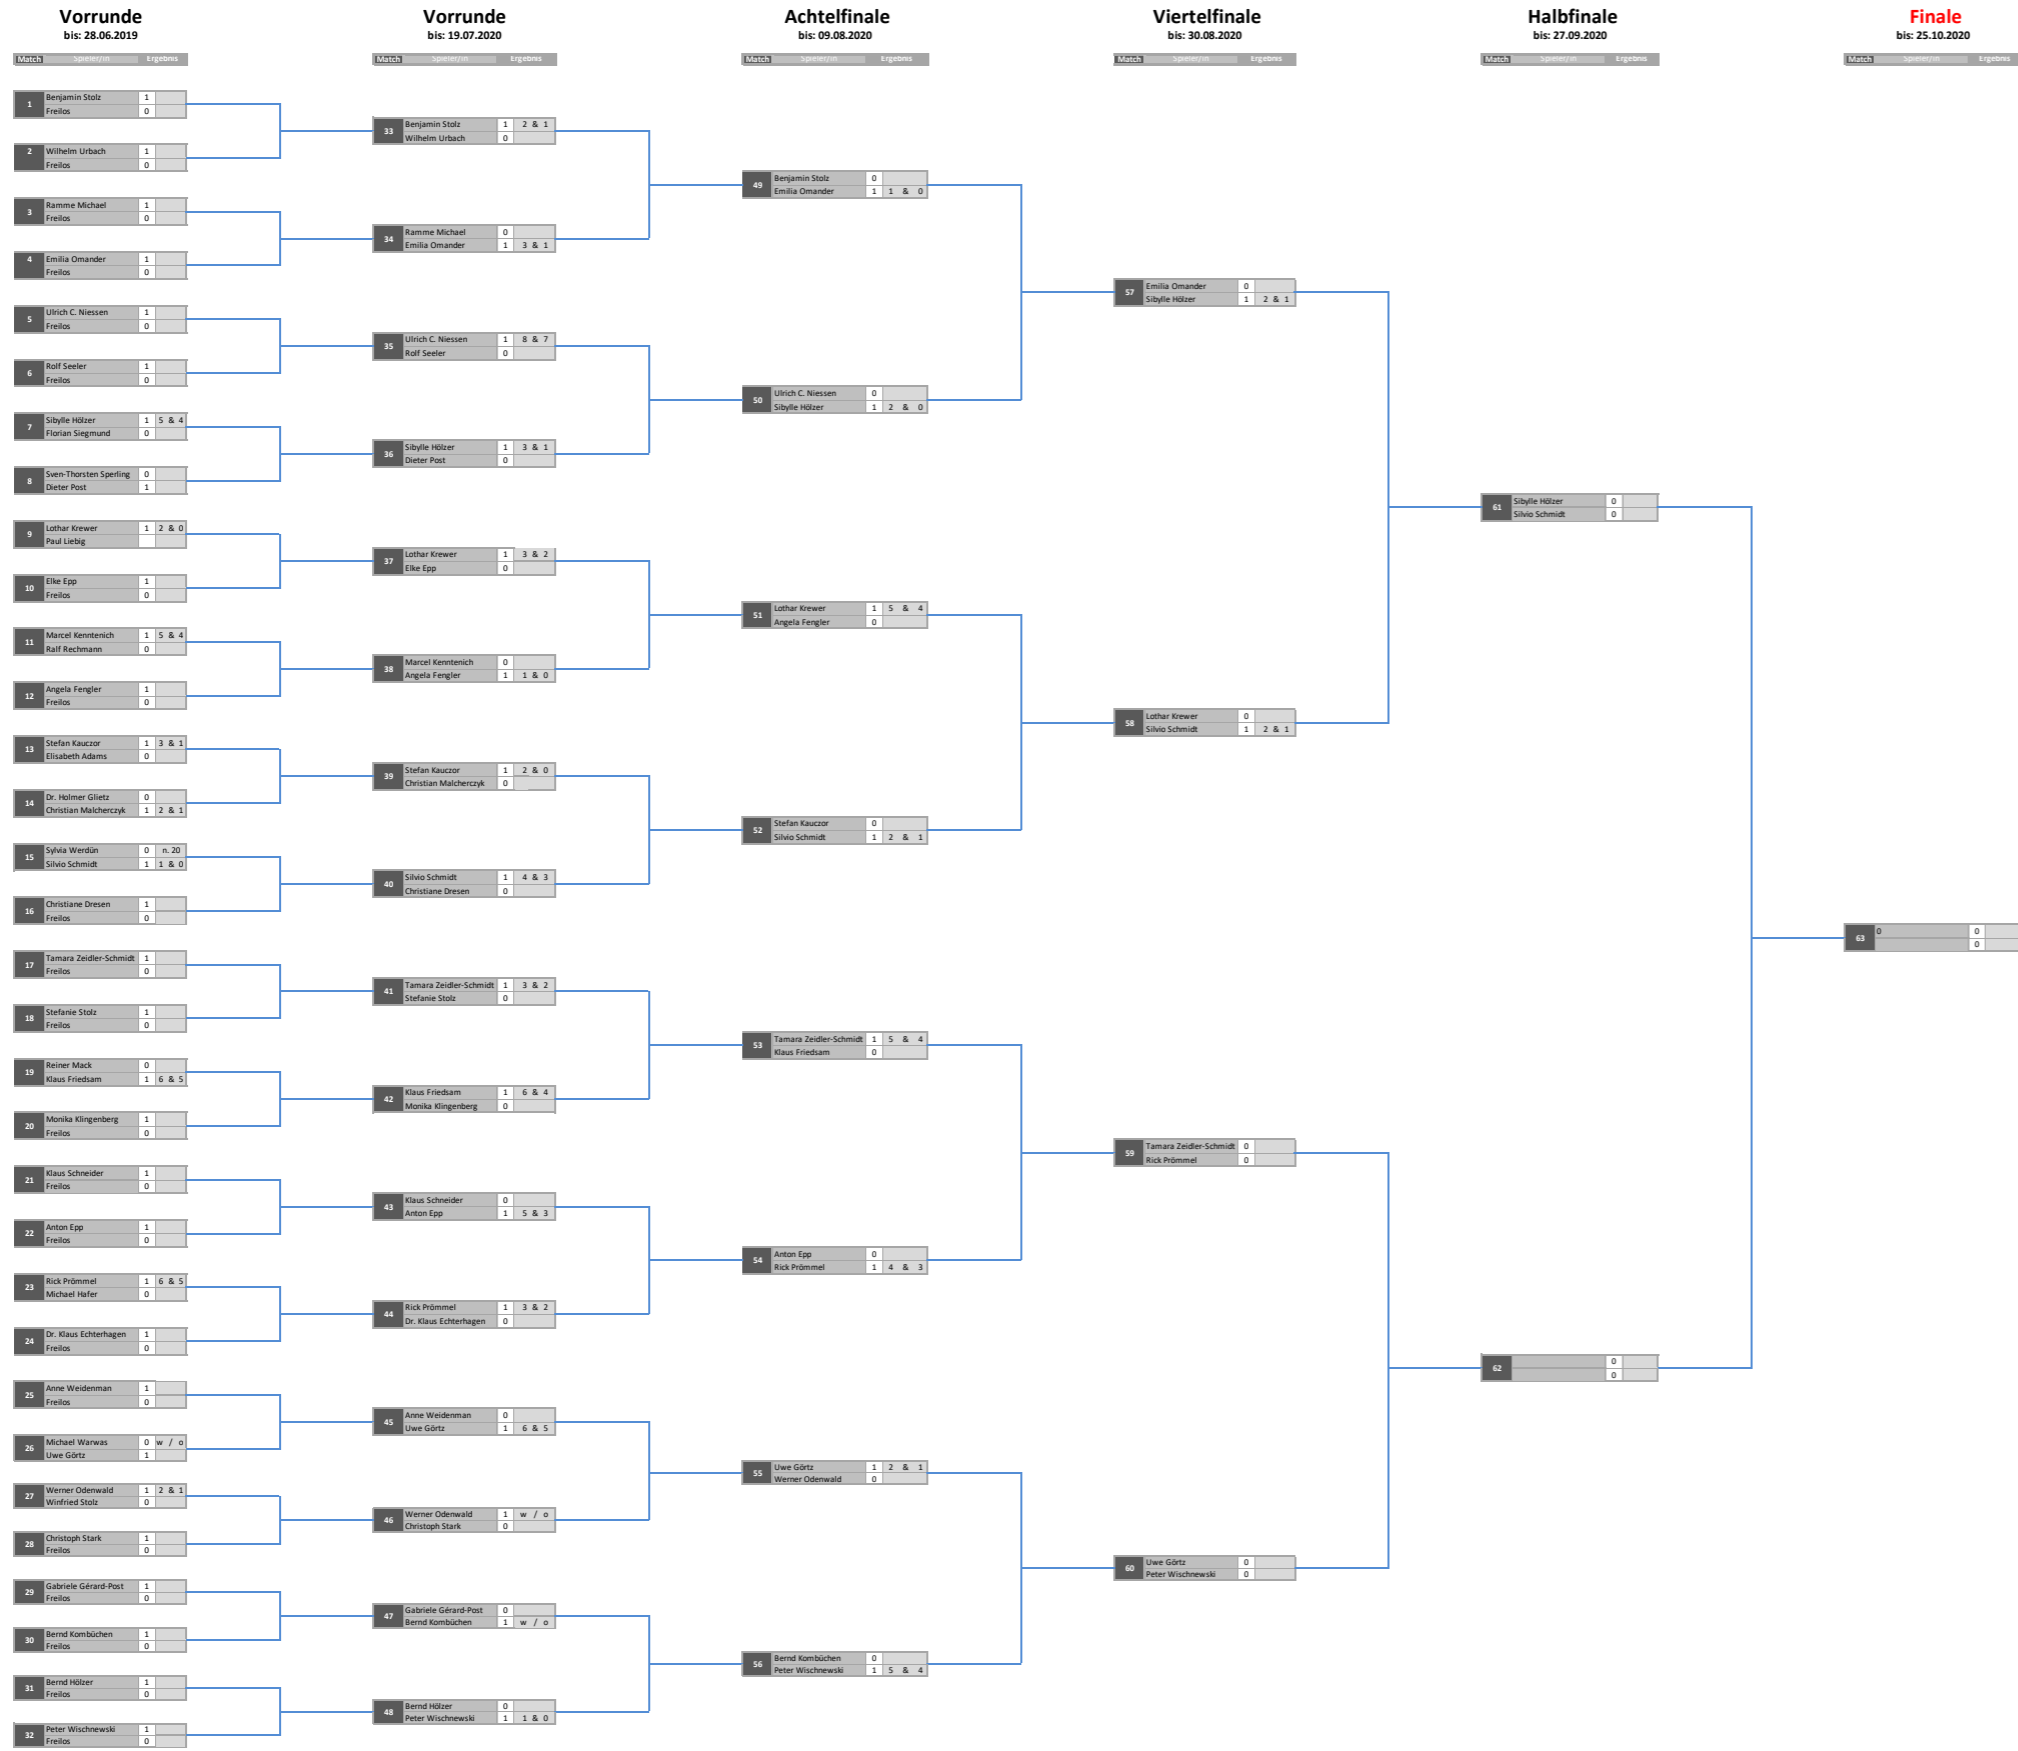 Vorrunde
bis: 28.06.2019
Match Spieler/in Ergebnis
1
Benjamin Stolz 1
Freilos 0
2
Wilhelm Urbach 1
Freilos 0
3
Ramme Michael 1
Freilos 0
4
Emilia Omander 1
Freilos 0
5
Ulrich C. Niessen 1
Freilos 0
6
Rolf Seeler 1
Freilos 0
7
Sibylle Hölzer 1 5 & 4
Florian Siegmund 0
8
Sven-Thorsten Sperling 0
Dieter Post 1
9
Lothar Krewer 1 2 & 0
Paul Liebig
10
Elke Epp 1
Freilos 0
11
Marcel Kenntenich 1 5 & 4
Ralf Rechmann 0
12
Angela Fengler 1
Freilos 0
13
Stefan Kauczor 1 3 & 1
Elisabeth Adams 0
14
Dr. Holmer Glietz 0
Christian Malcherczyk 1 2 & 1
15
Sylvia Werdün 0 n. 20
Silvio Schmidt 1 1 & 0
16
Christiane Dresen 1
Freilos 0
17
Tamara Zeidler-Schmidt 1
Freilos 0
18
Stefanie Stolz 1
Freilos 0
19
Reiner Mack 0
Klaus Friedsam 1 6 & 5
20
Monika Klingenberg 1
Freilos 0
21
Klaus Schneider 1
Freilos 0
22
Anton Epp 1
Freilos 0
23
Rick Prömmel 1 6 & 5
Michael Hafer 0
24
Dr. Klaus Echterhagen 1
Freilos 0
25
Anne Weidenman 1
Freilos 0
26
Michael Warwas 0 w / o
Uwe Görtz 1
27
Werner Odenwald 1 2 & 1
Winfried Stolz 0
28
Christoph Stark 1
Freilos 0
29
Gabriele Gérard-Post 1
Freilos 0
30
Bernd Kombüchen 1
Freilos 0
31
Bernd Hölzer 1
Freilos 0
32
Peter Wischnewski 1
Freilos 0
Vorrunde
bis: 19.07.2020
Match Spieler/in Ergebnis
33
Benjamin Stolz 1 2 & 1
Wilhelm Urbach 0
34
Ramme Michael 0
Emilia Omander 1 3 & 1
35
Ulrich C. Niessen 1 8 & 7
Rolf Seeler 0
36
Sibylle Hölzer 1 3 & 1
Dieter Post 0
37
Lothar Krewer 1 3 & 2
Elke Epp 0
38
Marcel Kenntenich 0
Angela Fengler 1 1 & 0
39
Stefan Kauczor 1 2 & 0
Christian Malcherczyk 0
40
Silvio Schmidt 1 4 & 3
Christiane Dresen 0
41
Tamara Zeidler-Schmidt 1 3 & 2
Stefanie Stolz 0
42
Klaus Friedsam 1 6 & 4
Monika Klingenberg 0
43
Klaus Schneider 0
Anton Epp 1 5 & 3
44
Rick Prömmel 1 3 & 2
Dr. Klaus Echterhagen 0
45
Anne Weidenman 0
Uwe Görtz 1 6 & 5
46
Werner Odenwald 1 w / o
Christoph Stark 0
47
Gabriele Gérard-Post 0
Bernd Kombüchen 1 w / o
48
Bernd Hölzer 0
Peter Wischnewski 1 1 & 0
Achtelfinale
bis: 09.08.2020
Match Spieler/in Ergebnis
49
Benjamin Stolz 0
Emilia Omander 1 1 & 0
50
Ulrich C. Niessen 0
Sibylle Hölzer 1 2 & 0
51
Lothar Krewer 1 5 & 4
Angela Fengler 0
52
Stefan Kauczor 0
Silvio Schmidt 1 2 & 1
53
Tamara Zeidler-Schmidt 1 5 & 4
Klaus Friedsam 0
54
Anton Epp 0
Rick Prömmel 1 4 & 3
55
Uwe Görtz 1 2 & 1
Werner Odenwald 0
56
Bernd Kombüchen 0
Peter Wischnewski 1 5 & 4
Viertelfinale
bis: 30.08.2020
Match Spieler/in Ergebnis
57
Emilia Omander 0
Sibylle Hölzer 1 2 & 1
58
Lothar Krewer 0
Silvio Schmidt 1 2 & 1
59
Tamara Zeidler-Schmidt 0
Rick Prömmel 0
60
Uwe Görtz 0
Peter Wischnewski 0
Halbfinale
bis: 27.09.2020
Match Spieler/in Ergebnis
61
Sibylle Hölzer 0
Silvio Schmidt 0
62
0
0
Finale
bis: 25.10.2020
Match Spieler/in Ergebnis
63
0 0
0